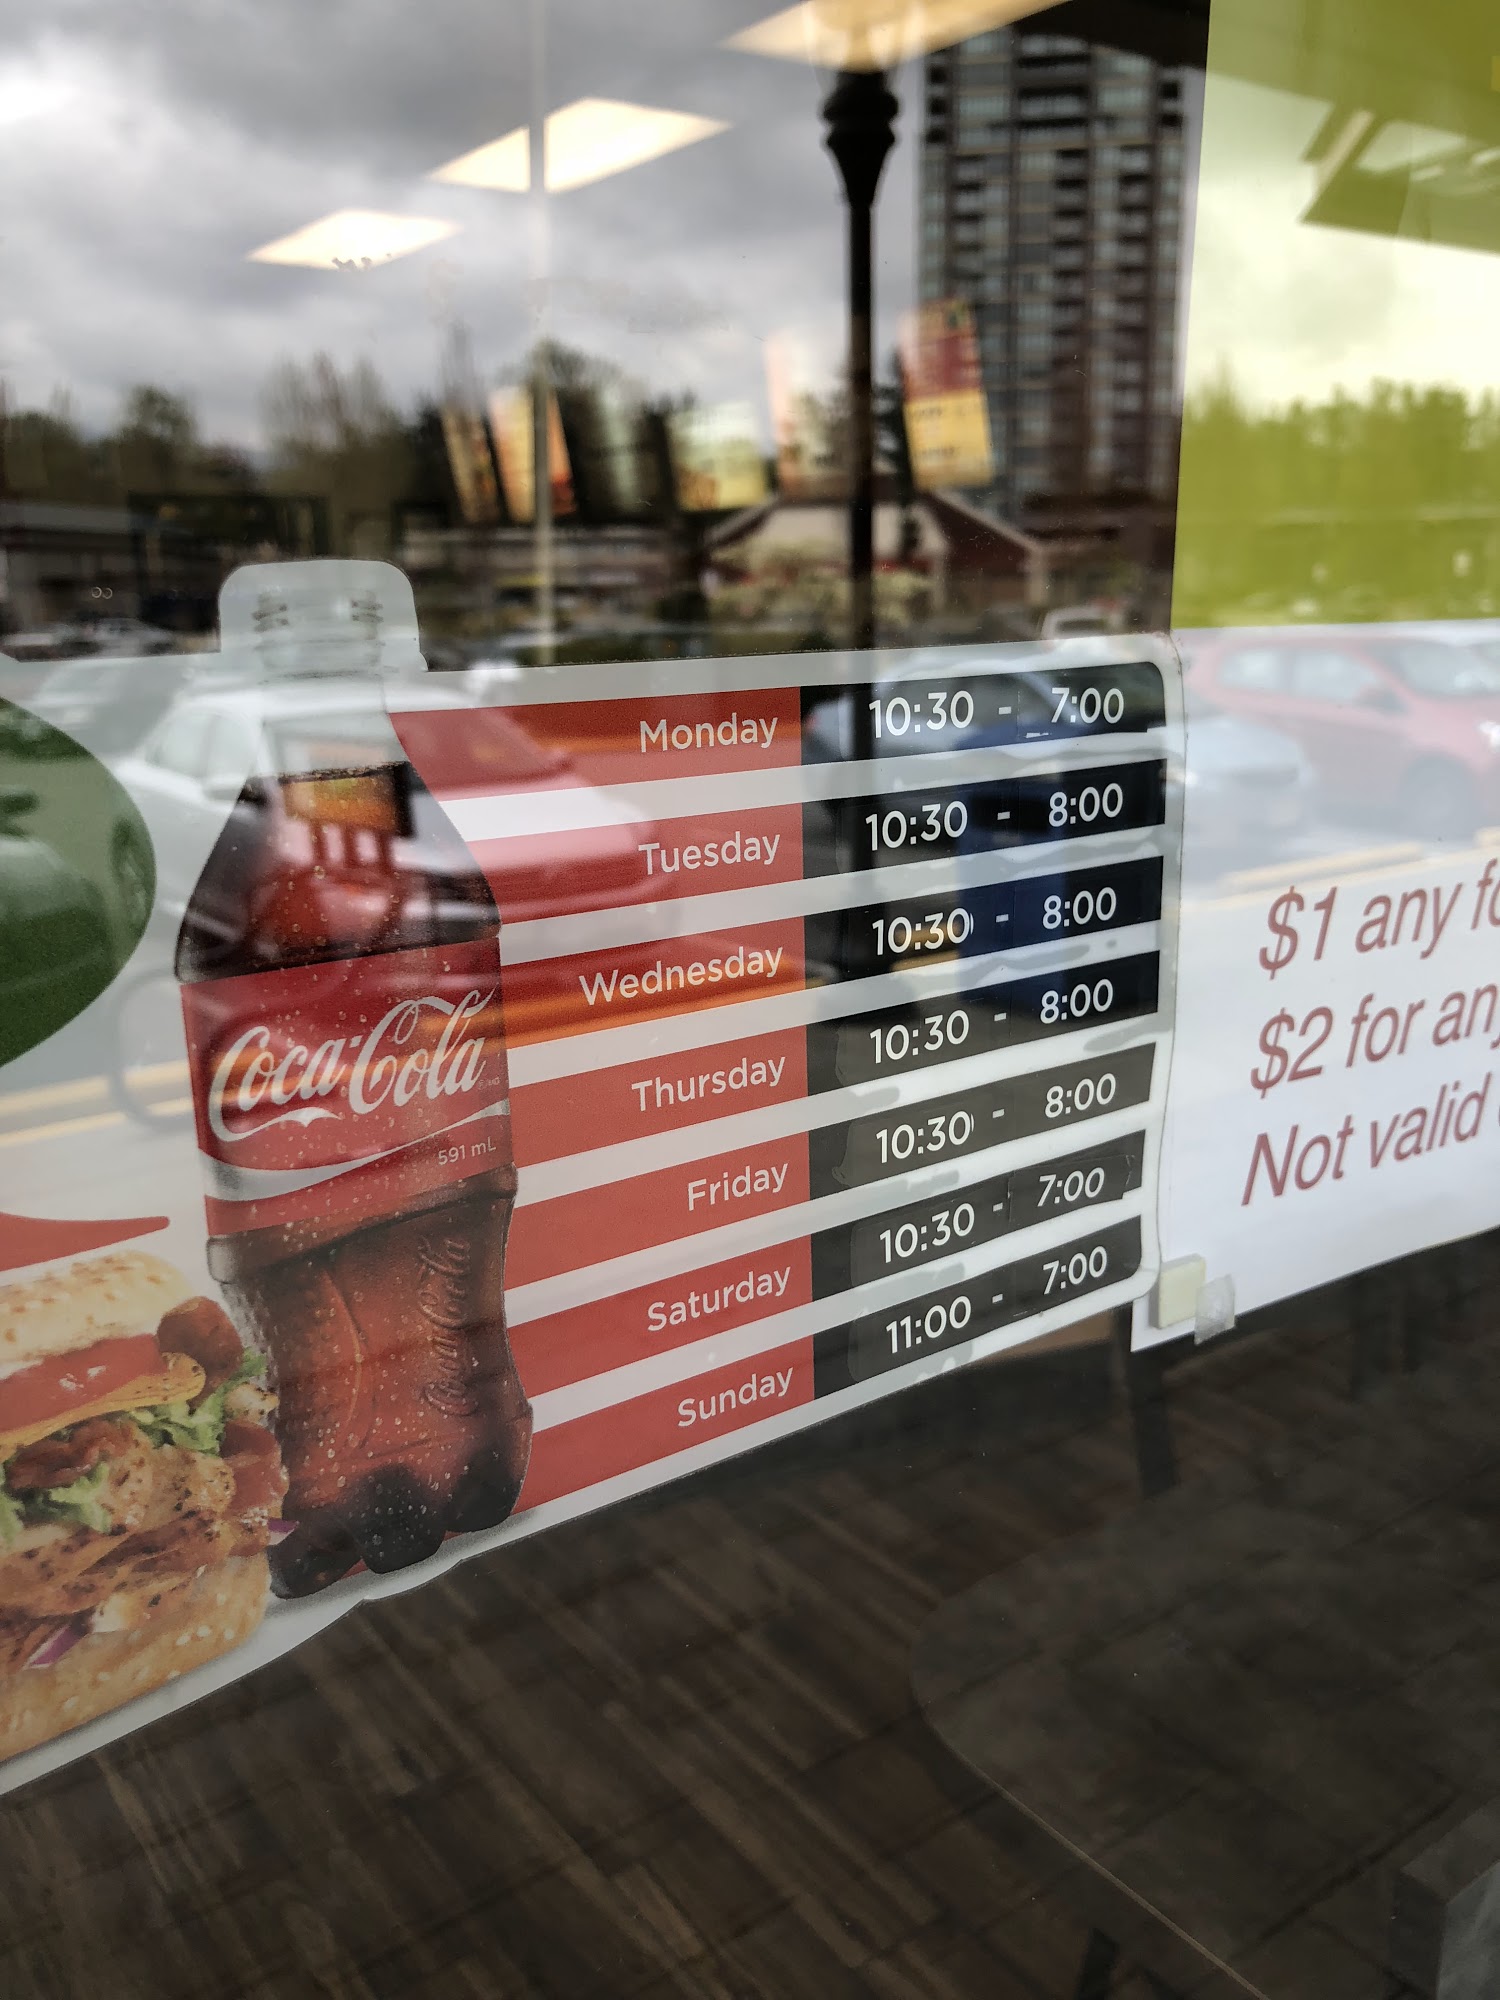 Monday 10:30 - 7:00
Tuesday 10:30 - 8:00
Wednesday 10:30 - 8:00
Thursday 10:30 - 8:00
Friday 10:30 - 8:00
Saturday 10:30 - 7:00
Sunday 11:00 - 7:00
Coca-Cola
591 mL
Coca-Cola
$1 any
$2 for
Not valid